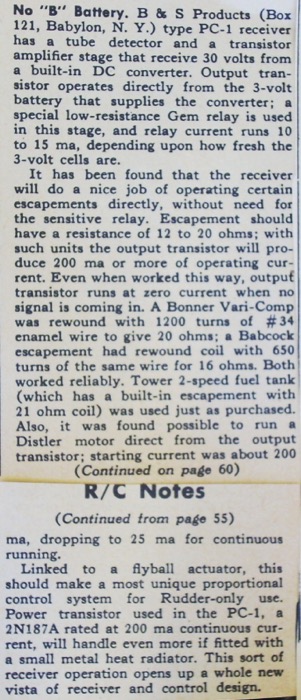 No "B" Battery. B & S Products (Box
121, Babylon, N. Y.) type PC-1 receiver
has a tube detector and a transistor
amplifier stage that receive 30 volts from
a built-in DC converter. Output tran-
sistor operates directly from the 3-volt
battery that supplies the converter; a
special low-resistance Gem relay is used
in this stage, and relay current runs 10
to 15 ma, depending upon how fresh the
3-volt cells are.
It has been found that the receiver
will do a nice job of operating certain
escapements directly, without need for
the sensitive relay. Escapement should
have a resistance of 12 to 20 ohms; with
such units the output transistor will pro-
duce 200 ma or more of operating cur-
rent. Even when worked this way, output
transistor runs at zero current when no
signal is coming in. A Bonner Vari-Comp
was rewound with 1200 turns of #34
enamel wire to give 20 ohms; a Babcock
escapement had rewound coil with 650
turns of the same wire for 16 ohms. Both
worked reliably. Tower 2-speed fuel tank
(which has a built-in escapement with
21 ohm coil) was used just as purchased.
Also, it was found possible to run a
Distler motor direct from the output
transistor; starting current was about 200
(Continued on page 60)
R/C Notes
(Continued from page 55)
ma, dropping to 25 ma for continuous
running.
Linked to a flyball actuator, this
should make a most unique proportional
control system for Rudder-only use.
Power transistor used in the PC-1, a
2N187A rated at 200 ma continuous cur-
rent, will handle even more if fitted with
a small metal heat radiator. This sort of
receiver operation opens up a whole new
vista of receiver and control design.